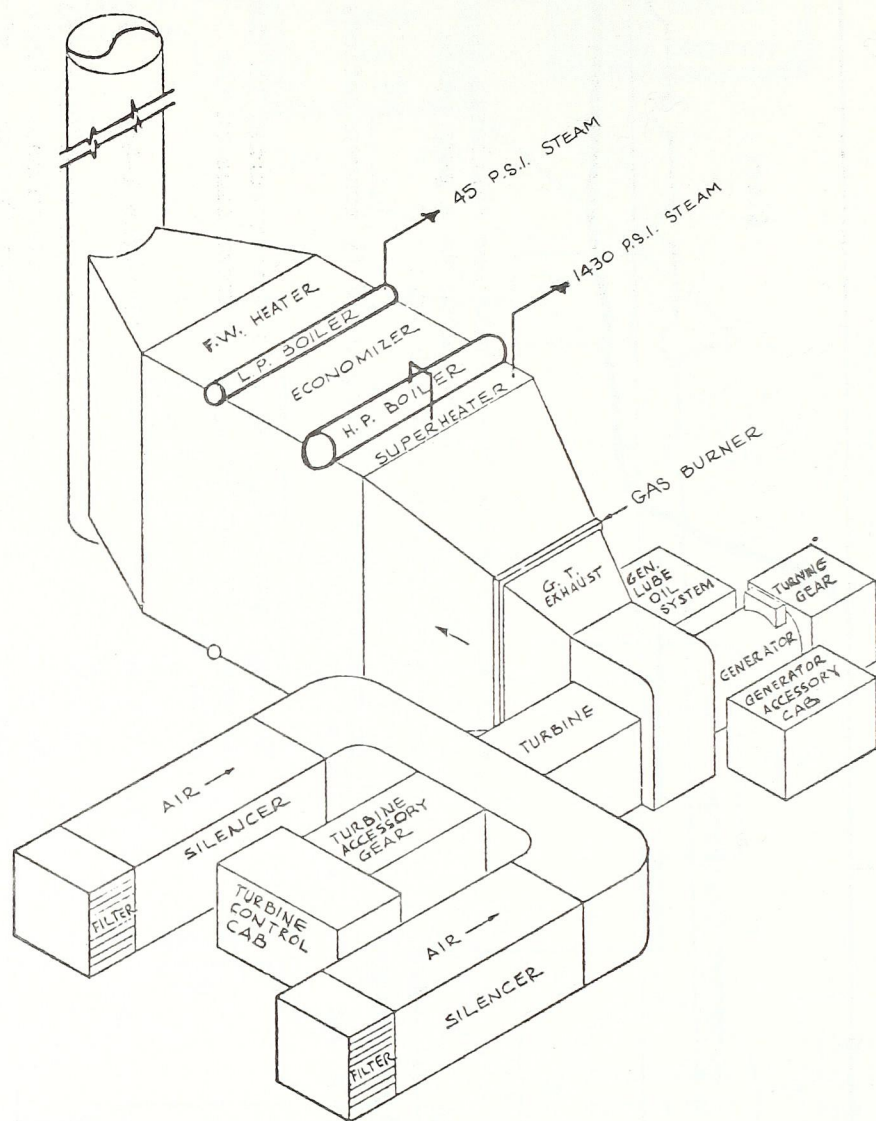 45 P.S.I. STEAM
1430 P.S.I. STEAM
F.W. HEATER
L.P. BOILER
ECONOMIZER
H.P. BOILER
SUPERHEATER
GAS BURNER
G.T.
EXHAUST
GEN.
LUBE
OIL
SYSTEM
TURNING
GEAR
GENERATOR
GENERATOR
ACCESSORY
CAB
TURBINE
AIR
SILENCER
TURBINE
ACCESSORY
GEAR
FILTER
TURBINE
CONTROL
CAB
AIR
SILENCER
FILTER